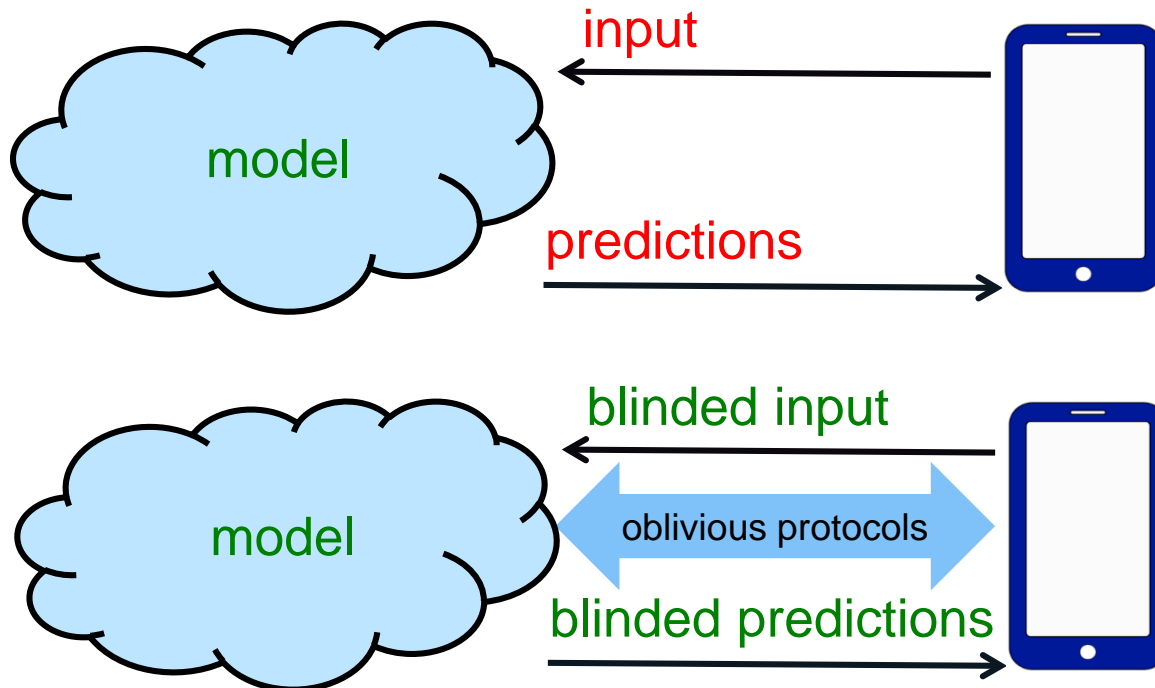 input
model
predictions
blinded input
oblivious protocols
model
blinded predictions